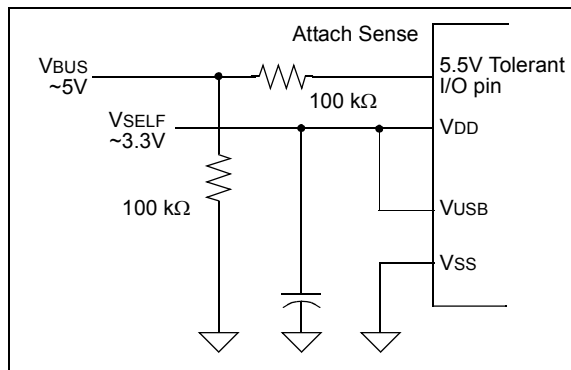 Attach Sense
VBUS
~5V
5.5V Tolerant
I/O pin
100 kΩ
VSELF
~3.3V
VDD
100 kΩ
VUSB
VSS